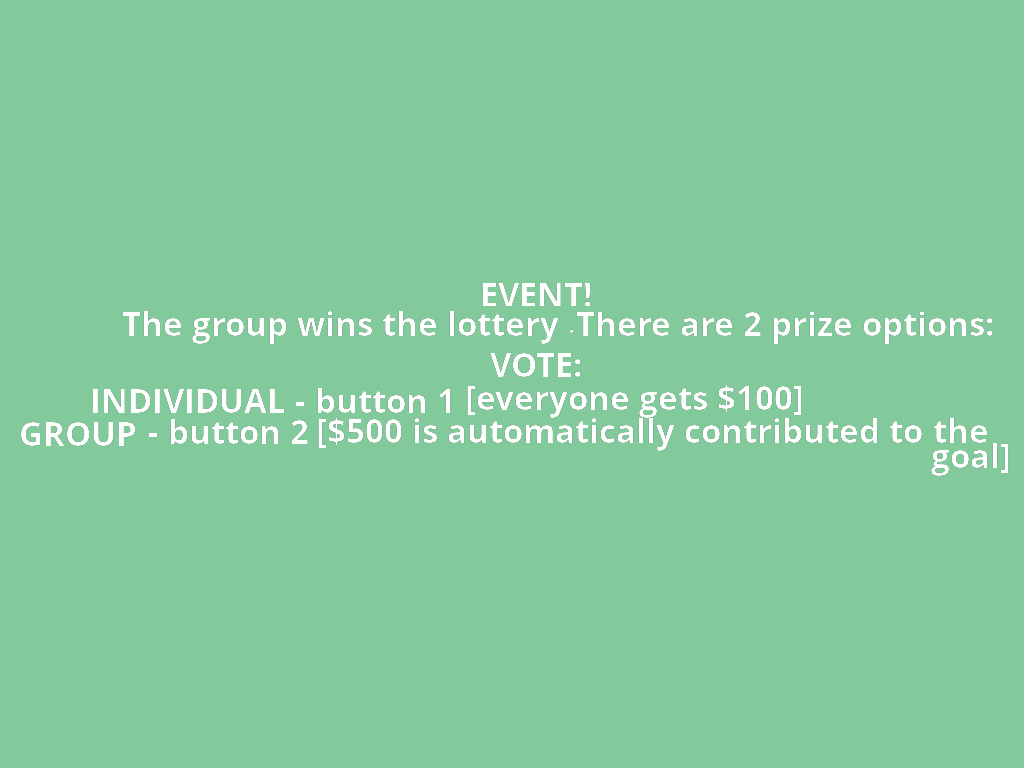 EVENT!
The group wins the lottery .There are 2 prize options:
VOTE:
INDIVIDUAL - button 1 [everyone gets $100]
GROUP - button 2 [$500 is automatically contributed to the
goal]